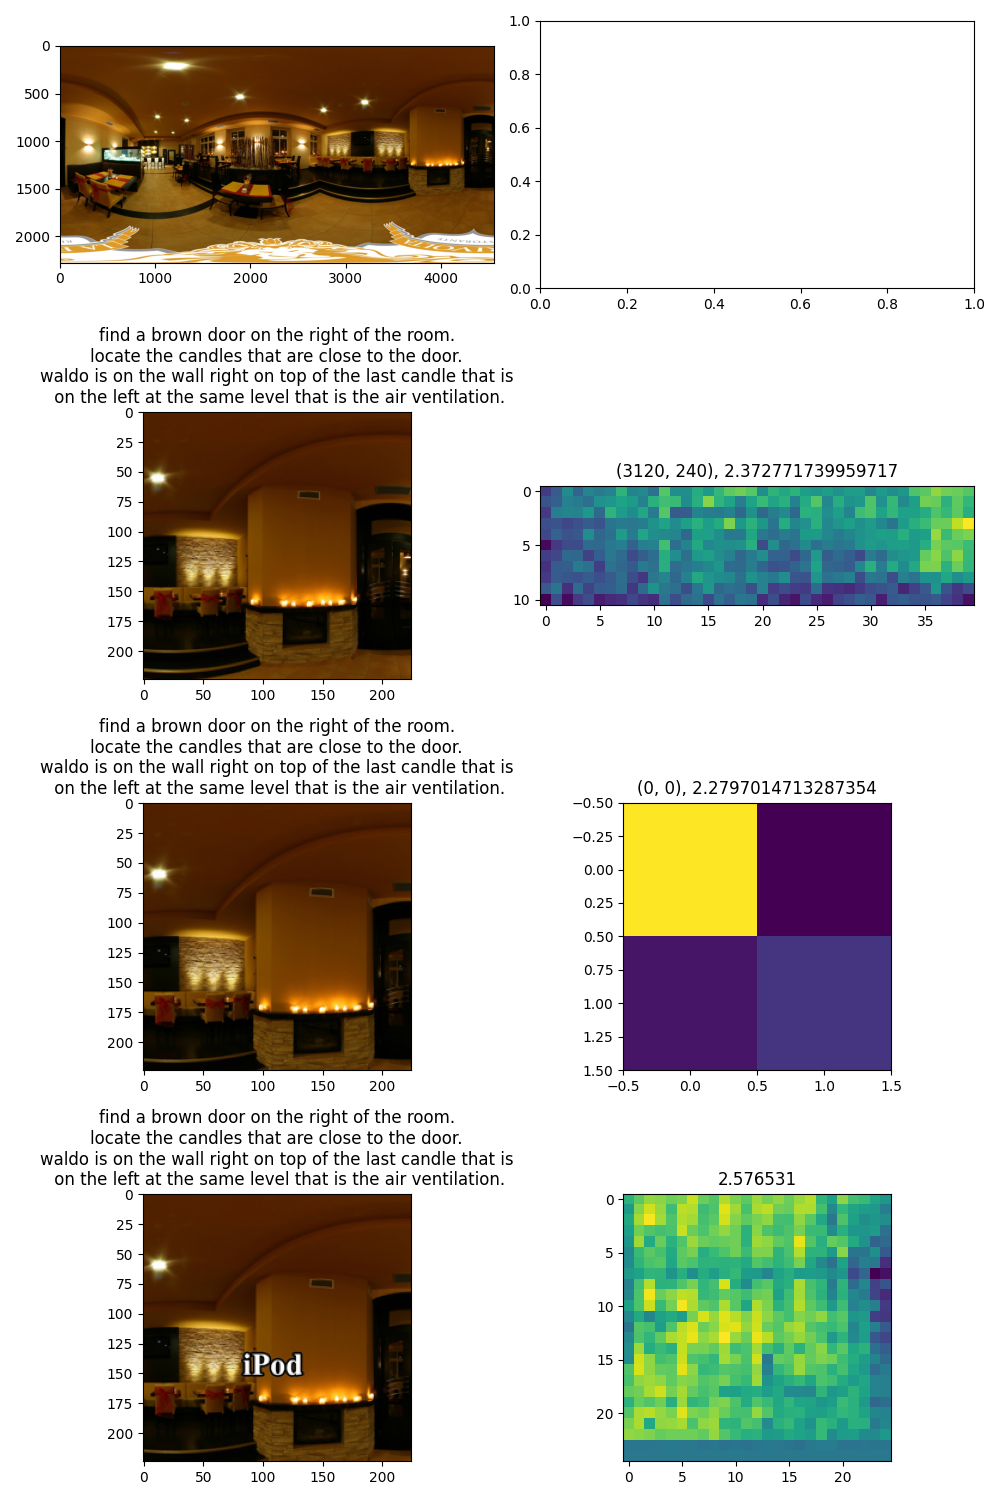 1.0
0.8
0.6
0.4
0.2
0.0
0.0 0.2 0.4 0.6 0.8 1.0
0
500
1000
1500
2000
0 1000 2000 3000 4000
find a brown door on the right of the room.
locate the candles that are close to the door.
waldo is on the wall right on top of the last candle that is
on the left at the same level that is the air ventilation.
0
25
50
75
100
125
150
175
200
0 50 100 150 200
(3120, 240), 2.372771739959717
0
5
10
0 5 10 15 20 25 30 35
find a brown door on the right of the room.
locate the candles that are close to the door.
waldo is on the wall right on top of the last candle that is
on the left at the same level that is the air ventilation.
0
25
50
75
100
125
150
175
200
0 50 100 150 200
(0, 0), 2.2797014713287354
−0.50
−0.25
0.00
0.25
0.50
0.75
1.00
1.25
1.50
−0.5 0.0 0.5 1.0 1.5
find a brown door on the right of the room.
locate the candles that are close to the door.
waldo is on the wall right on top of the last candle that is
on the left at the same level that is the air ventilation.
0
25
50
75
100
125
150
175
200
iPod
0 50 100 150 200
2.576531
0
5
10
15
20
0 5 10 15 20